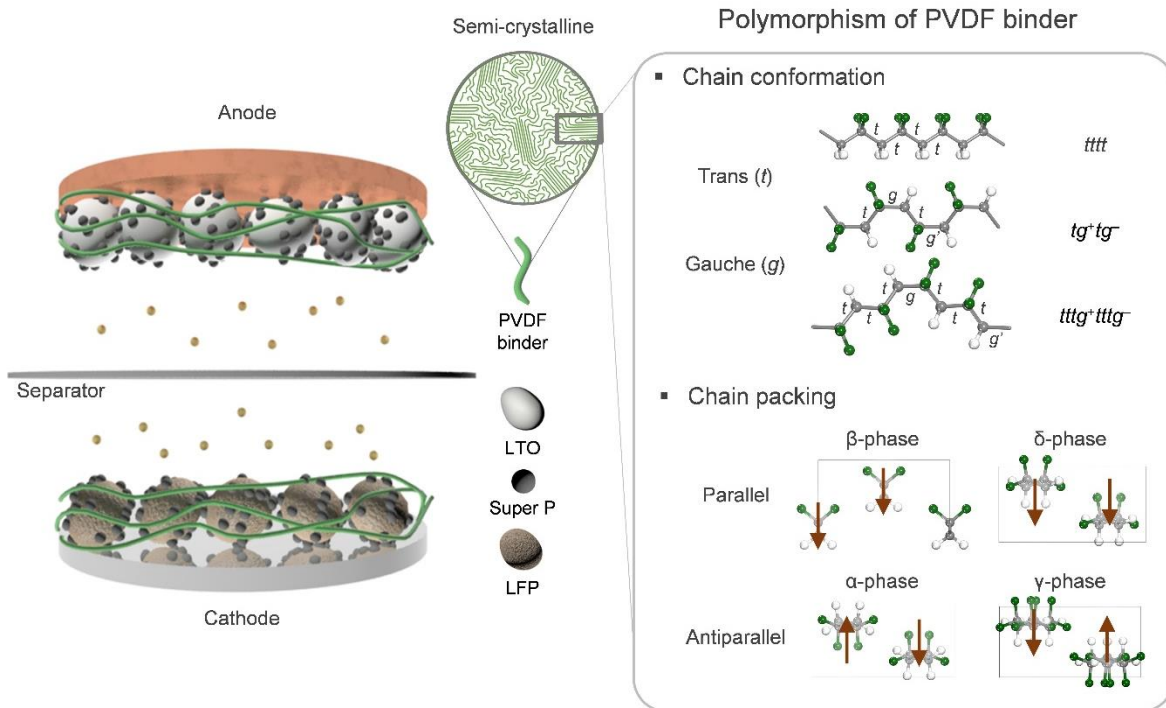 Semi-crystalline
Anode
PVDF
binder
Separator
LTO
Super P
LFP
Cathode
Polymorphism of PVDF binder
▪ Chain conformation
Trans (t)
Gauche (g)
t t t
t t
tttt
g
t t
g'
tg⁺tg⁻
t t
g t
t t
g'
tttg⁺tttg⁻
▪ Chain packing
β-phase δ-phase
Parallel
α-phase γ-phase
Antiparallel